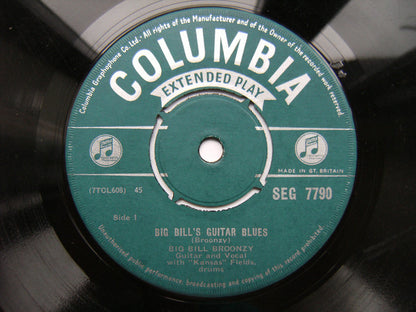 Columbia Graphophone Co. Ltd.- All rights of the Manufacturer and of the Owner of the recorded work reserved.
COLUMBIA
EXTENDED PLAY
MADE IN GT. BRITAIN
(7TCL608) 45
SEG 7790
Side 1
BIG BILL'S GUITAR BLUES
(Broonzy)
BIG BILL BROONZY
Guitar and Vocal
with "Kansas" Fields,
drums
Unauthorized public performance, broadcasting and copying of this record prohibited